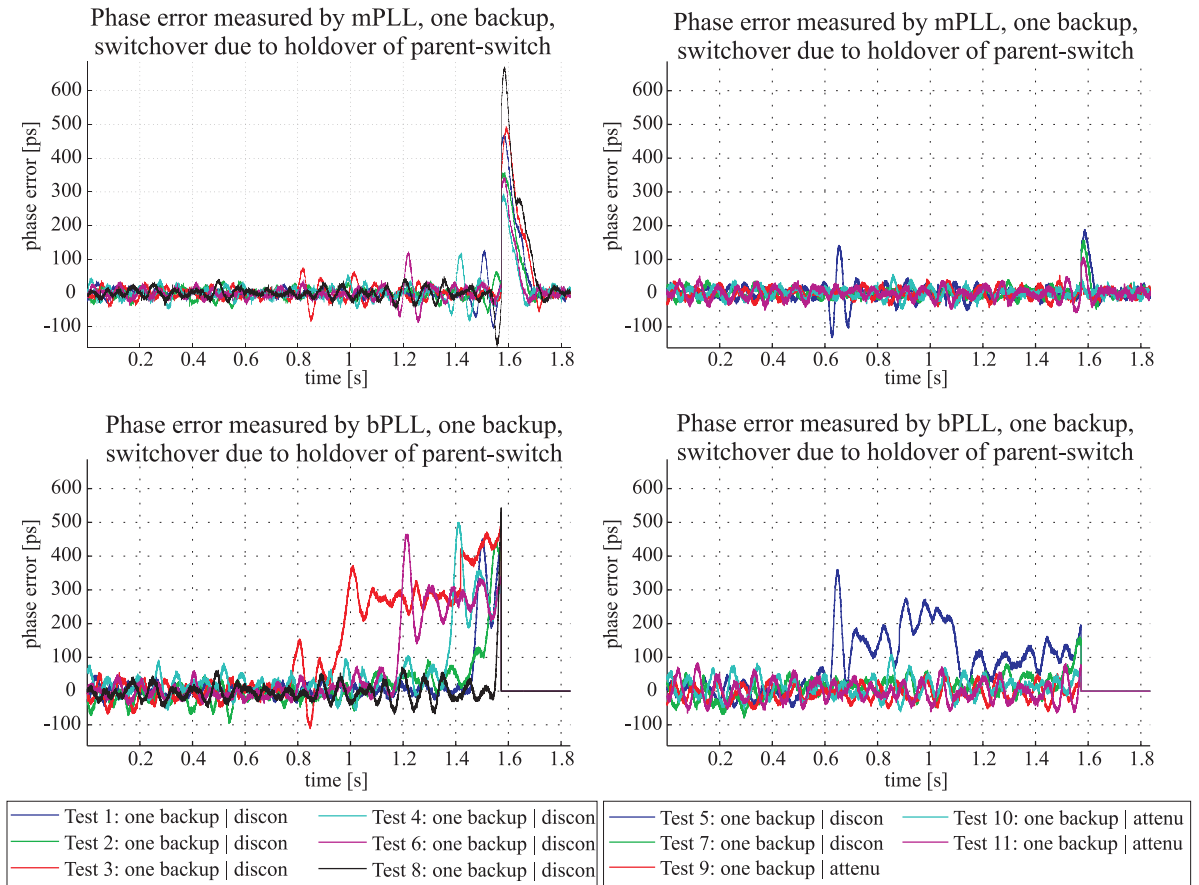 Phase error measured by mPLL, one backup,
switchover due to holdover of parent-switch
phase error [ps]
600
500
400
300
200
100
0
-100
0.2 0.4 0.6 0.8 1 1.2 1.4 1.6 1.8
time [s]
Phase error measured by mPLL, one backup,
switchover due to holdover of parent-switch
phase error [ps]
600
500
400
300
200
100
0
-100
0.2 0.4 0.6 0.8 1.0 1.2 1.4 1.6 1.8
time [s]
Phase error measured by bPLL, one backup,
switchover due to holdover of parent-switch
phase error [ps]
600
500
400
300
200
100
0
-100
0.2 0.4 0.6 0.8 1 1.2 1.4 1.6 1.8
time [s]
Phase error measured by bPLL, one backup,
switchover due to holdover of parent-switch
phase error [ps]
600
500
400
300
200
100
0
-100
0.2 0.4 0.6 0.8 1.0 1.2 1.4 1.6 1.8
time [s]
Test 1: one backup | discon
Test 2: one backup | discon
Test 3: one backup | discon
Test 4: one backup | discon
Test 6: one backup | discon
Test 8: one backup | discon
Test 5: one backup | discon
Test 7: one backup | discon
Test 9: one backup | attenu
Test 10: one backup | attenu
Test 11: one backup | attenu